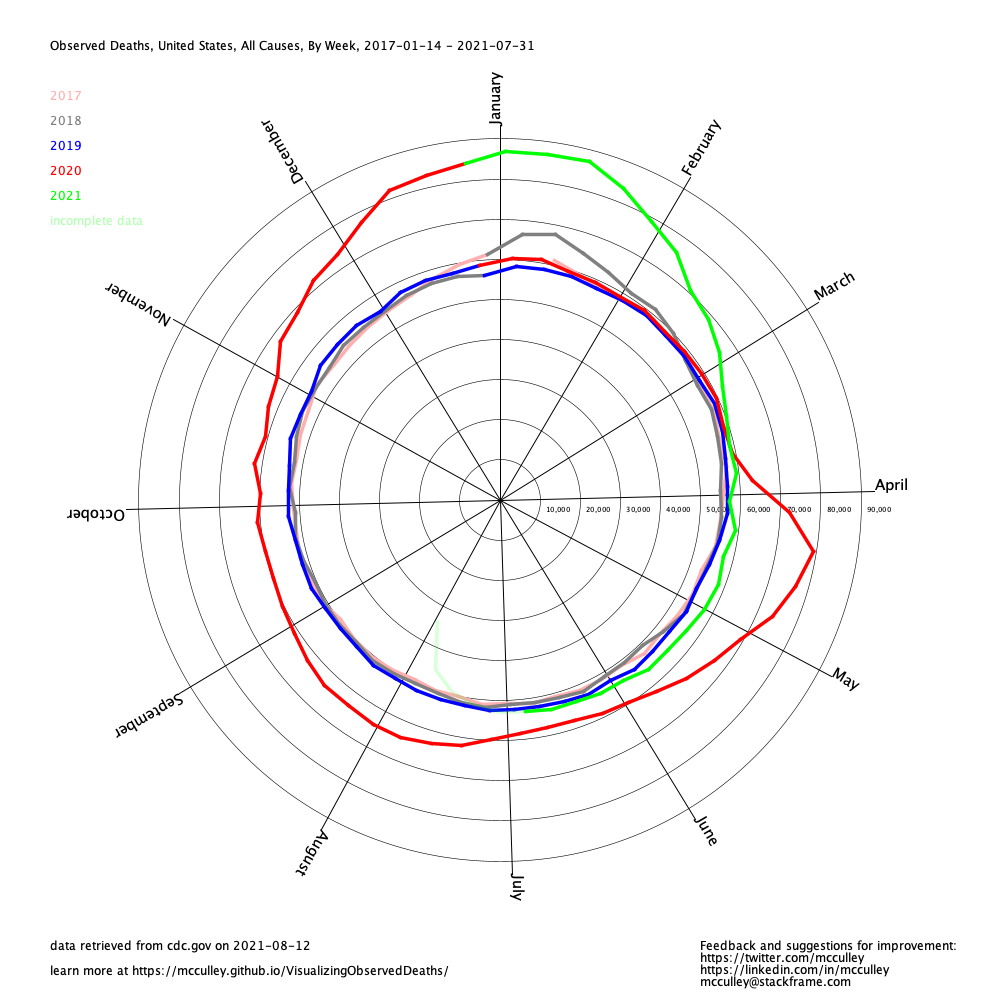 Observed Deaths, United States, All Causes, By Week, 2017-01-14 - 2021-07-31
2017
2018
2019
2020
2021
incomplete data
January
February
March
April
May
June
July
August
September
October
November
December
10,000
20,000
30,000
40,000
50,000
60,000
70,000
80,000
90,000
data retrieved from cdc.gov on 2021-08-12
learn more at https://mcculley.github.io/VisualizingObservedDeaths/
Feedback and suggestions for improvement:
https://twitter.com/mcculley
https://linkedin.com/in/mcculley
mcculley@stackframe.com